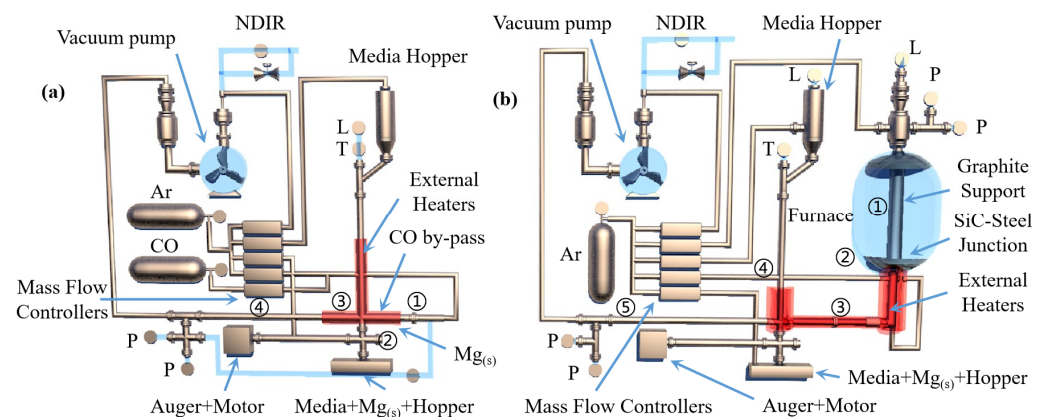 (a)
NDIR
Vacuum pump
Media Hopper
L
T
Ar
External
Heaters
CO
CO by-pass
Mass Flow
Controllers
④
③
①
②
Mg(s)
P
P
Auger+Motor
Media+Mg(s)+Hopper
(b)
NDIR
Media Hopper
Vacuum pump
L
L
P
P
T
Graphite
Support
①
Furnace
SiC-Steel
Junction
②
Ar
④
External
Heaters
⑤
③
P
P
Media+Mg(s)+Hopper
Mass Flow Controllers
Auger+Motor